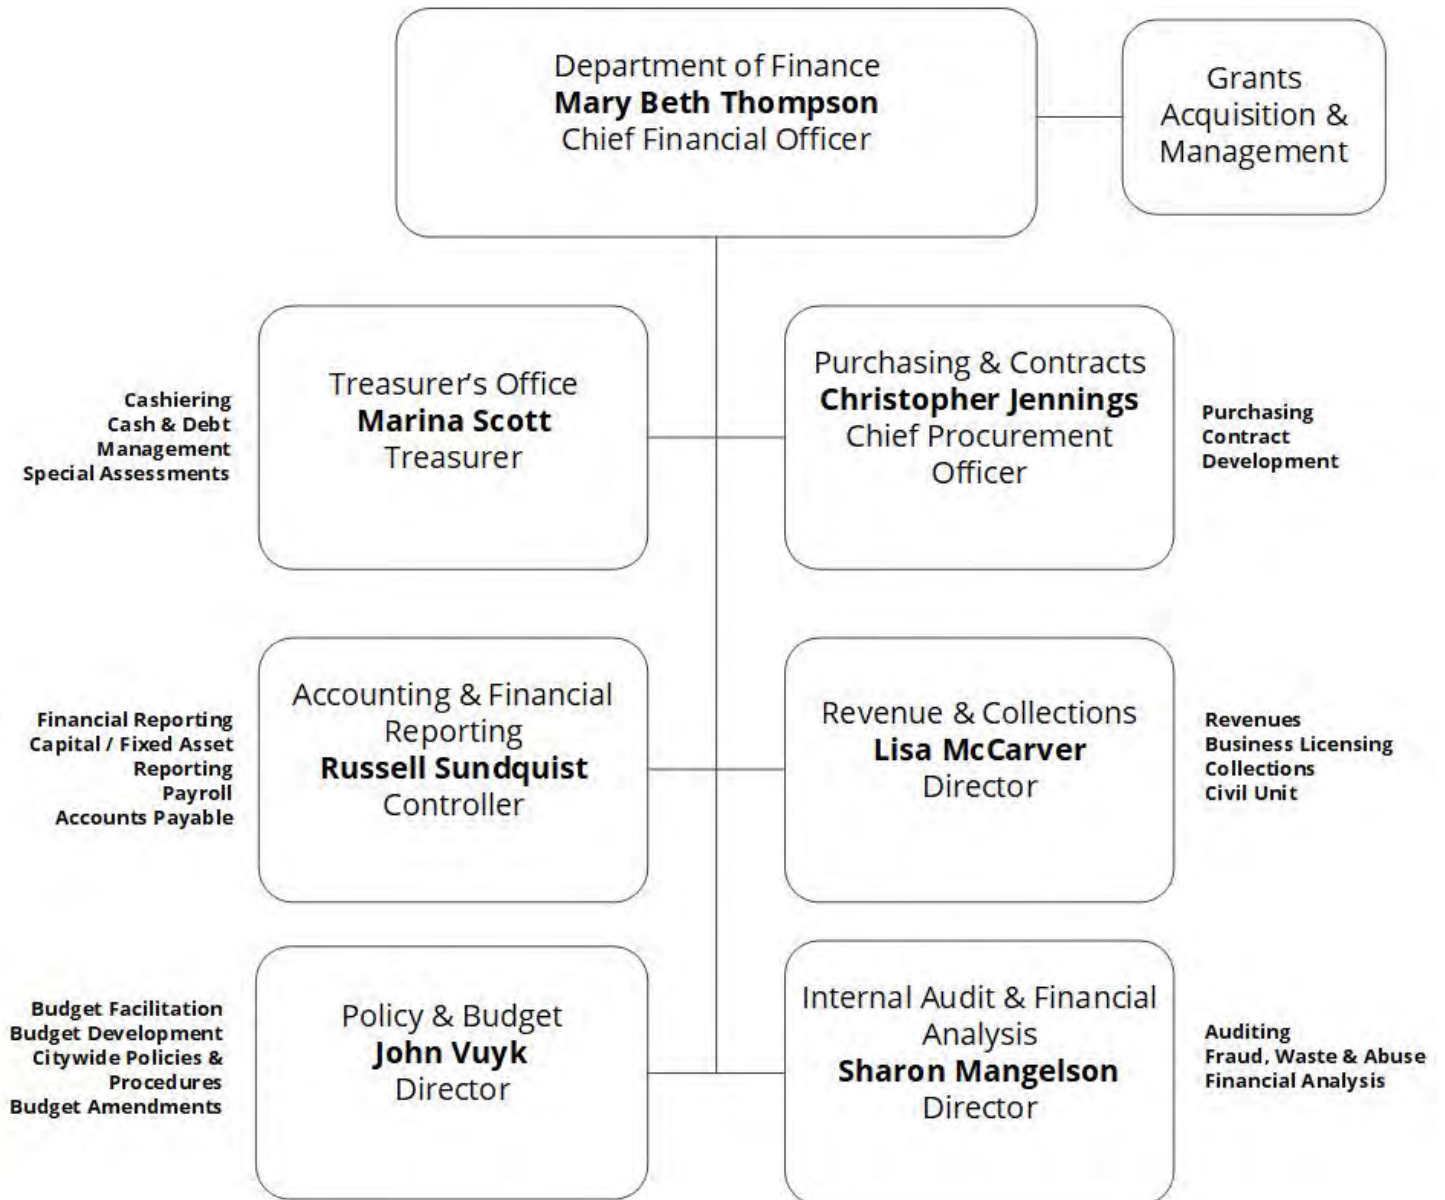 Department of Finance
Mary Beth Thompson
Chief Financial Officer
Grants
Acquisition &
Management
Cashiering
Cash & Debt
Management
Special Assessments
Treasurer’s Office
Marina Scott
Treasurer
Purchasing & Contracts
Christopher Jennings
Chief Procurement
Officer
Purchasing
Contract
Development
Financial Reporting
Capital / Fixed Asset
Reporting
Payroll
Accounts Payable
Accounting & Financial
Reporting
Russell Sundquist
Controller
Revenue & Collections
Lisa McCarver
Director
Revenues
Business Licensing
Collections
Civil Unit
Budget Facilitation
Budget Development
Citywide Policies &
Procedures
Budget Amendments
Policy & Budget
John Vuyk
Director
Internal Audit & Financial
Analysis
Sharon Mangelson
Director
Auditing
Fraud, Waste & Abuse
Financial Analysis